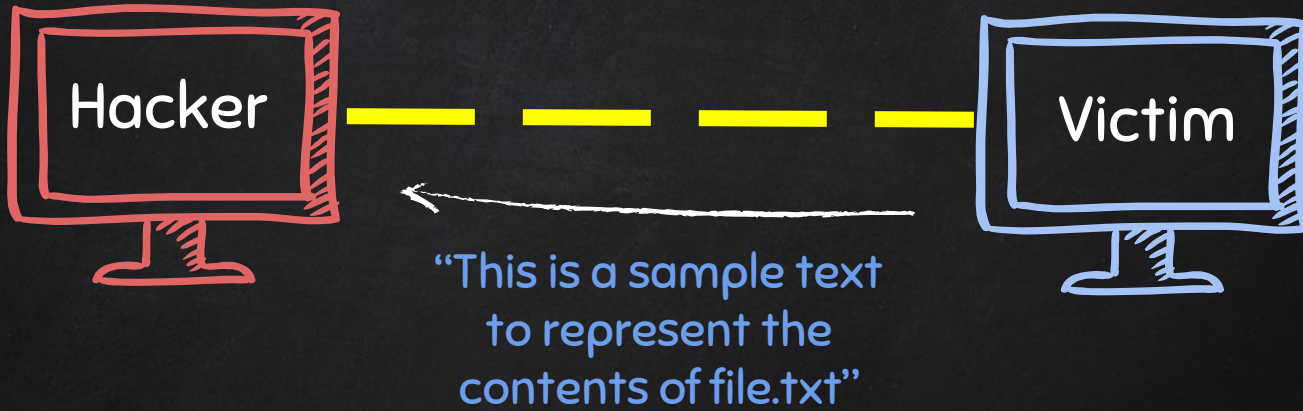 Hacker
Victim
“This is a sample text
to represent the
contents of file.txt”